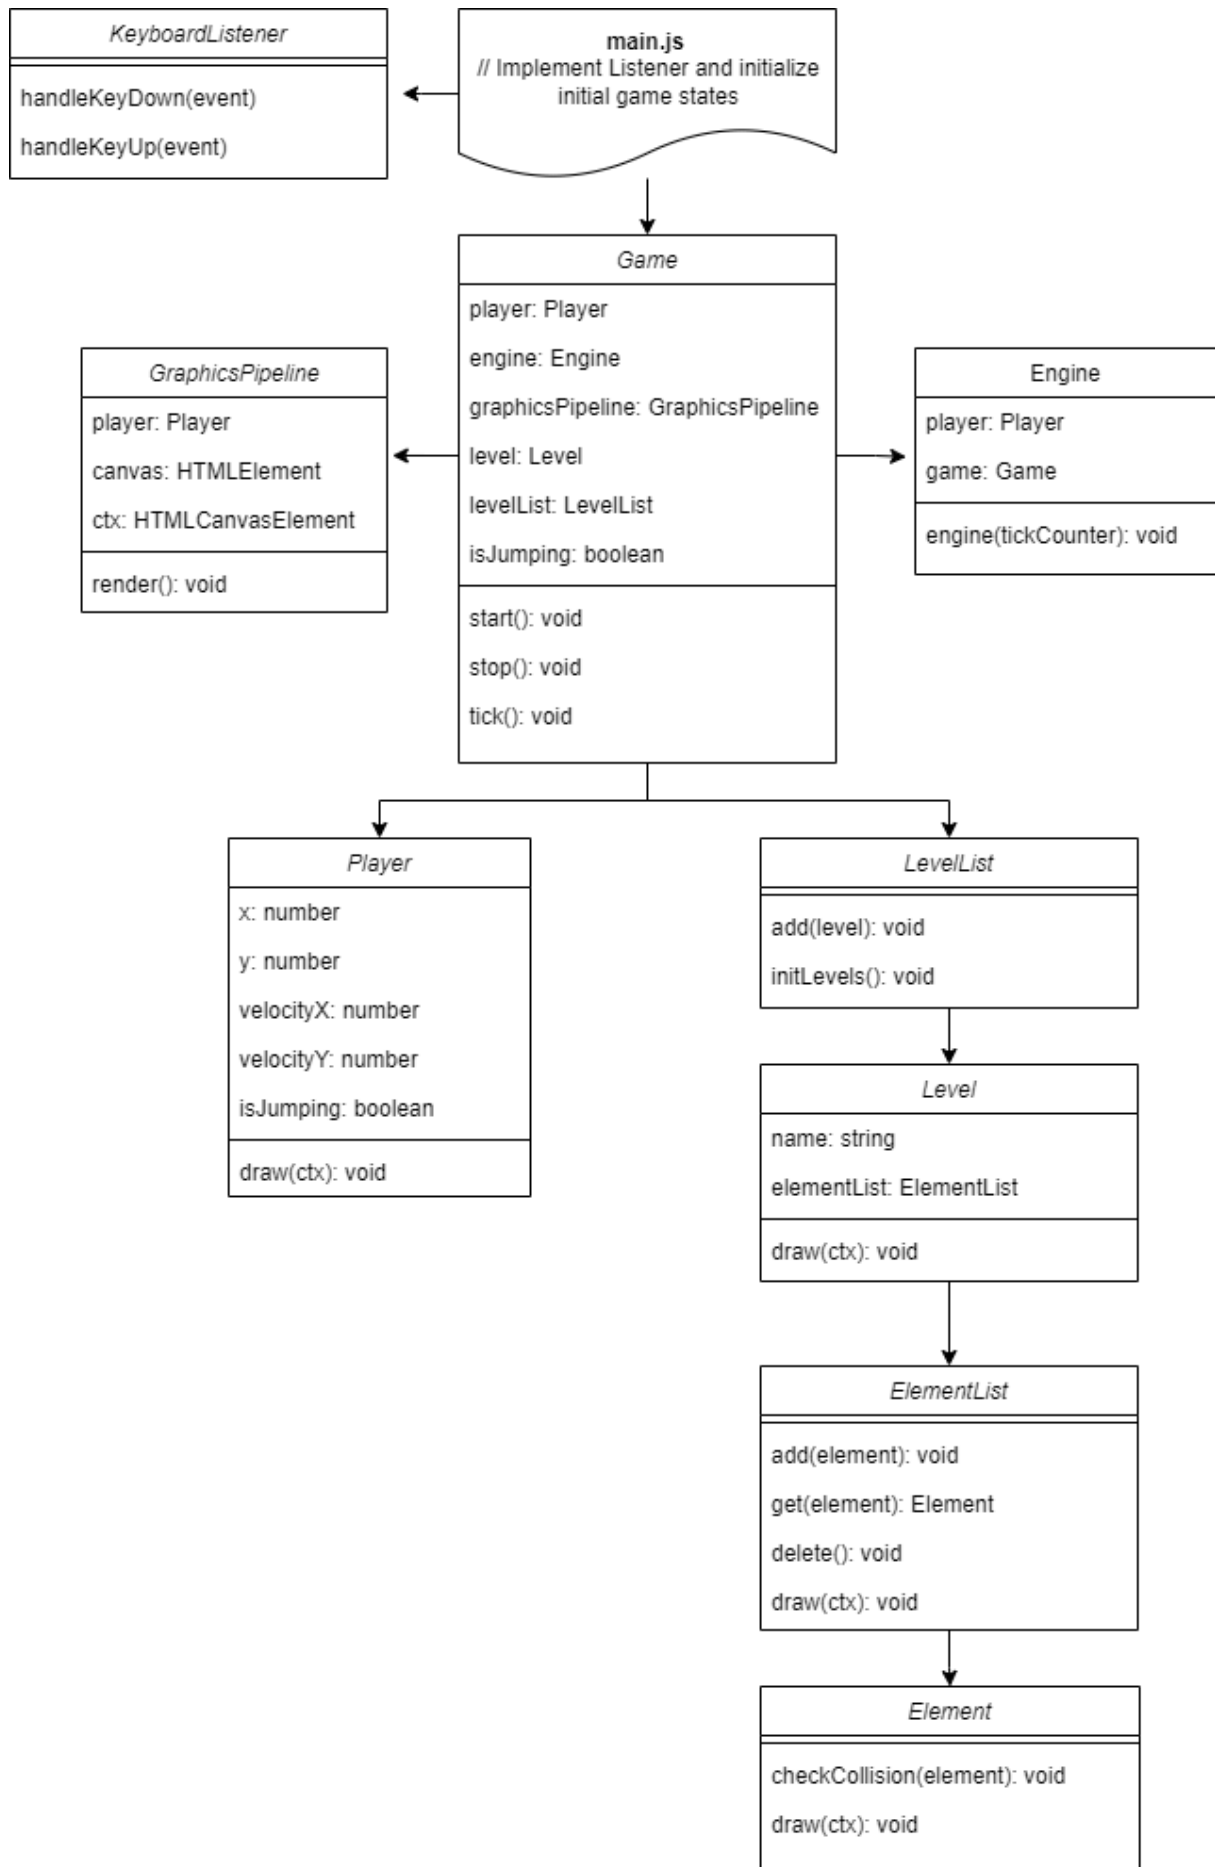 KeyboardListener
handleKeyDown(event)
handleKeyUp(event)
main.js
// Implement Listener and initialize
initial game states
Game
player: Player
engine: Engine
graphicsPipeline: GraphicsPipeline
level: Level
levelList: LevelList
isJumping: boolean
start(): void
stop(): void
tick(): void
GraphicsPipeline
player: Player
canvas: HTMLElement
ctx: HTMLCanvasElement
render(): void
Engine
player: Player
game: Game
engine(tickCounter): void
Player
x: number
y: number
velocityX: number
velocityY: number
isJumping: boolean
draw(ctx): void
LevelList
add(level): void
initLevels(): void
Level
name: string
elementList: ElementList
draw(ctx): void
ElementList
add(element): void
get(element): Element
delete(): void
draw(ctx): void
Element
checkCollision(element): void
draw(ctx): void